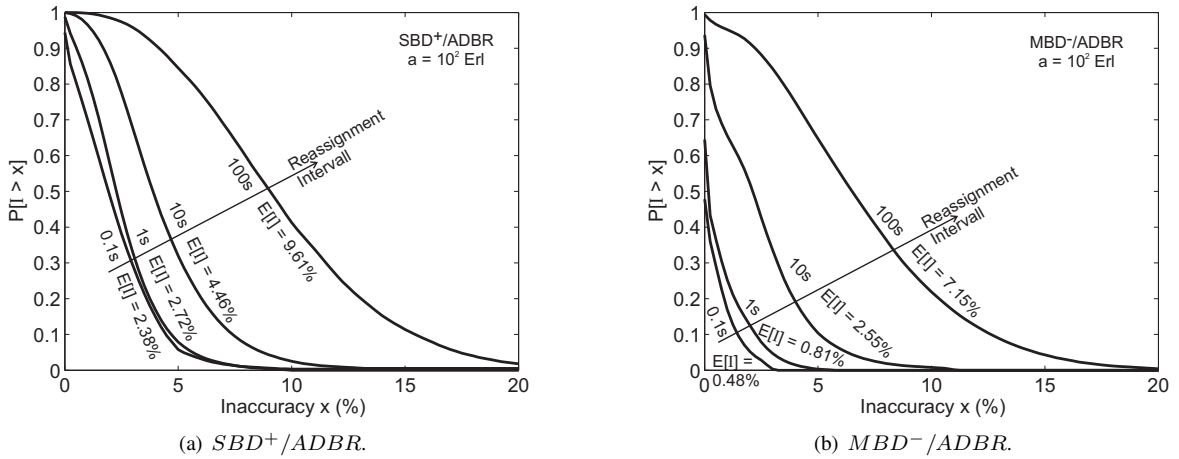 1
0.9
0.8
0.7
0.6
0.5
0.4
0.3
0.2
0.1
0
P[I > x]
SBD⁺/ADBR
a = 10² Erl
Reassignment
Intervall
100s
E[I] = 9.61%
10s
E[I] = 4.46%
1s
E[I] = 2.72%
0.1s
E[I] = 2.38%
0 5 10 15 20
Inaccuracy x (%)
(a) SBD⁺/ADBR.
1
0.9
0.8
0.7
0.6
0.5
0.4
0.3
0.2
0.1
0
P[I > x]
MBD⁻/ADBR
a = 10² Erl
Reassignment
Intervall
100s
E[I] = 7.15%
10s
E[I] = 2.55%
1s
E[I] = 0.81%
0.1s
E[I] =
0.48%
0 5 10 15 20
Inaccuracy x (%)
(b) MBD⁻/ADBR.